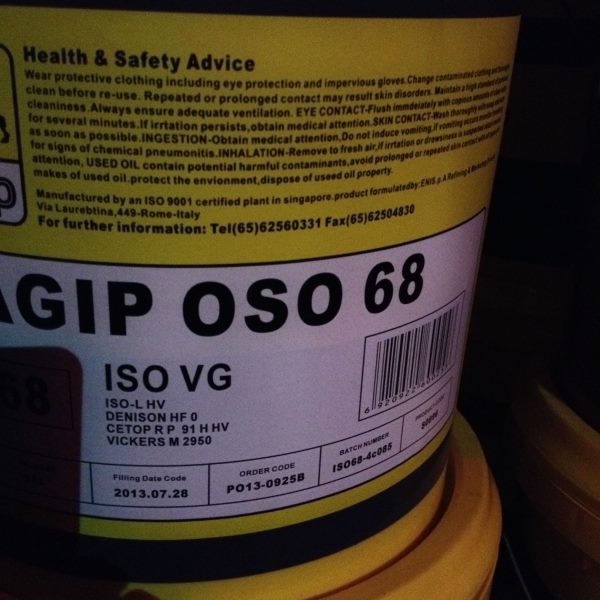 Health & Safety Advice
Wear protective clothing including eye protection and impervious gloves.Change contaminated clothing and
clean before re-use. Repeated or prolonged contact may result skin disorders. Maintain a high standard of
cleaniness.Always ensure adequate ventilation. EYE CONTACT-Flush immdeiately with copious amounts of
for several minutes.If irrtation persists,obtain medical attention.SKIN CONTACT-Wash thoroughly with
as soon as possible.INGESTION-Obtain medical attention.Do not induce vomiting.If vomiting occurs
for signs of chemical pneumonitis.INHALATION-Remove to fresh air,if irrtation or drowsiness is
attention, USED OIL contain potential harmful contaminants,avoid prolonged or repeated skin contact with
makes of used oil.protect the envionment,dispose of useed oil property.
Manufactured by an ISO 9001 certified plant in singapore.product formulatedby:ENIS.p.A Refining &
Via Laurebtina,449-Rome-Italy
For further information: Tel(65)62560331 Fax(65)62504830
AGIP OSO 68
68
ISO VG
ISO-L HV
DENISON HF 0
CETOP R P 91 H HV
VICKERS M 2950
Filling Date Code
2013.07.28
ORDER CODE
PO13-0925B
BATCH NUMBER
ISO68-4c085